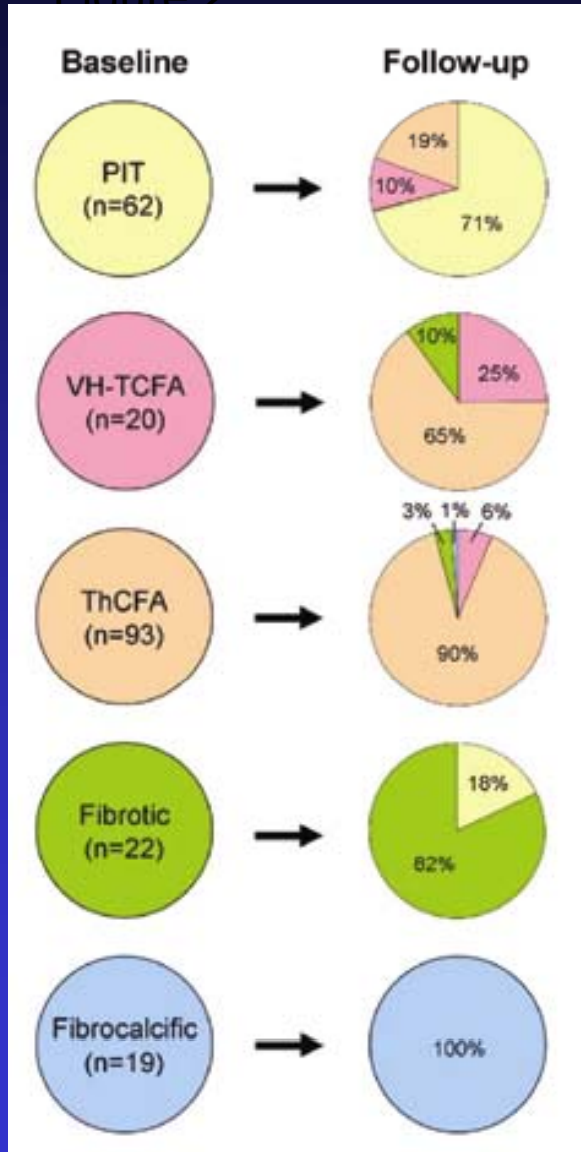 Baseline Follow-up
PIT
(n=62)
19%
10%
71%
VH-TCFA
(n=20)
10%
25%
65%
ThCFA
(n=93)
3% 1% 6%
90%
Fibrotic
(n=22)
18%
82%
Fibrocalcific
(n=19)
100%